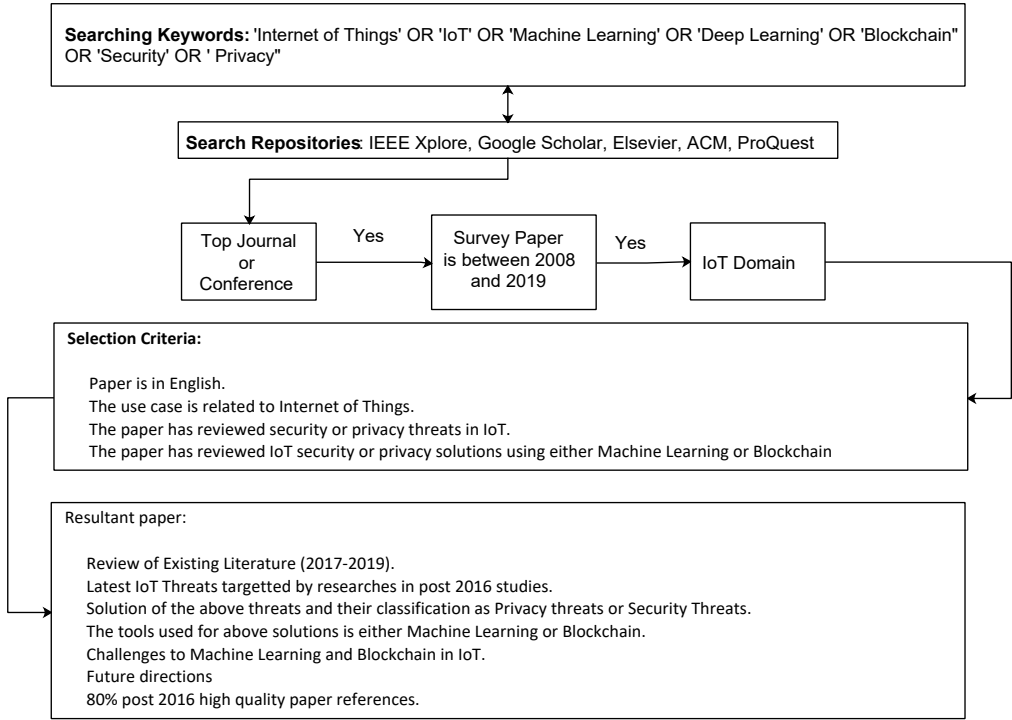 Searching Keywords: 'Internet of Things' OR 'IoT' OR 'Machine Learning' OR 'Deep Learning' OR 'Blockchain"
OR 'Security' OR ' Privacy"
Search Repositories: IEEE Xplore, Google Scholar, Elsevier, ACM, ProQuest
Top Journal
or
Conference
Yes
Survey Paper
is between 2008
and 2019
Yes
IoT Domain
Selection Criteria:
Paper is in English.
The use case is related to Internet of Things.
The paper has reviewed security or privacy threats in IoT.
The paper has reviewed IoT security or privacy solutions using either Machine Learning or Blockchain
Resultant paper:
Review of Existing Literature (2017-2019).
Latest IoT Threats targetted by researches in post 2016 studies.
Solution of the above threats and their classification as Privacy threats or Security Threats.
The tools used for above solutions is either Machine Learning or Blockchain.
Challenges to Machine Learning and Blockchain in IoT.
Future directions
80% post 2016 high quality paper references.